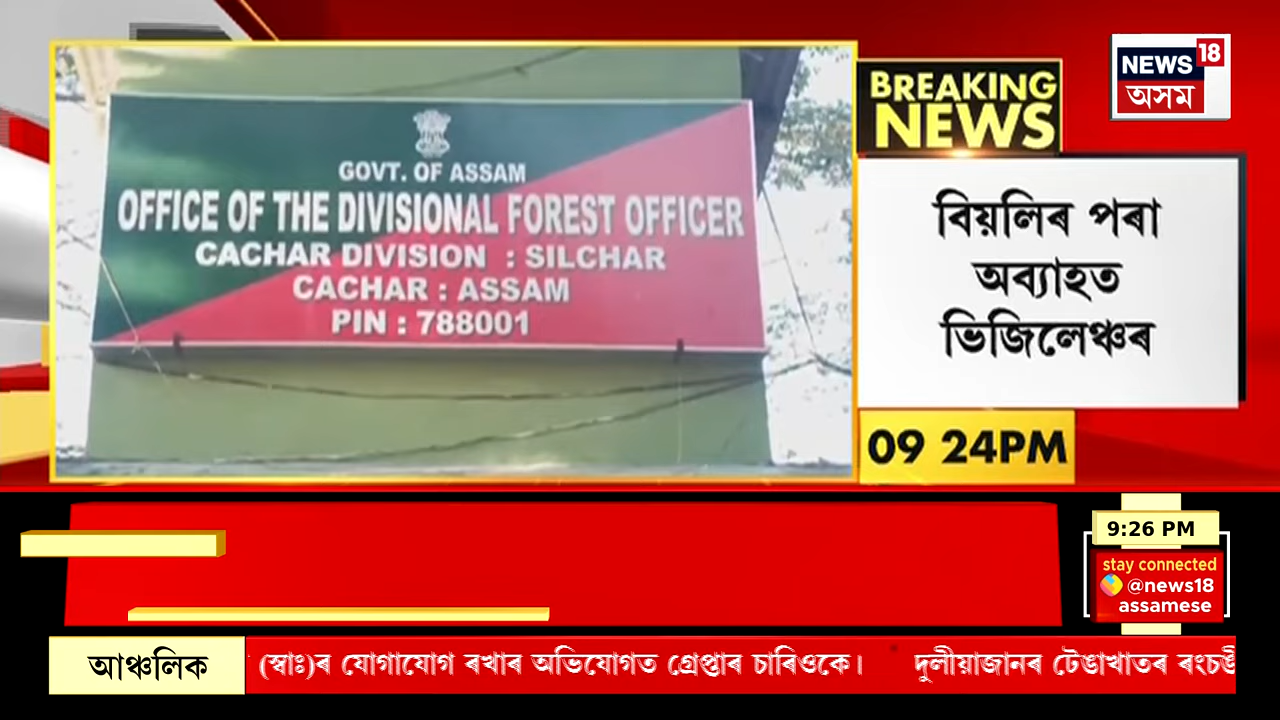 GOVT. OF ASSAM
OFFICE OF THE DIVISIONAL FOREST OFFICER
CACHAR DIVISION : SILCHAR
CACHAR : ASSAM
PIN : 788001
BREAKING
NEWS
NEWS 18
অসম
বিয়লিৰ পৰা
অব্যাহত
ভিজিলেঞ্চৰ
09 24PM
9:26 PM
stay connected
@news18
assamese
আঞ্চলিক
(স্বাঃ)ৰ যোগাযোগ ৰখাৰ অভিযোগত গ্ৰেপ্তাৰ চাৰিওকে। দুলীয়াজানৰ টেঙাখাতৰ